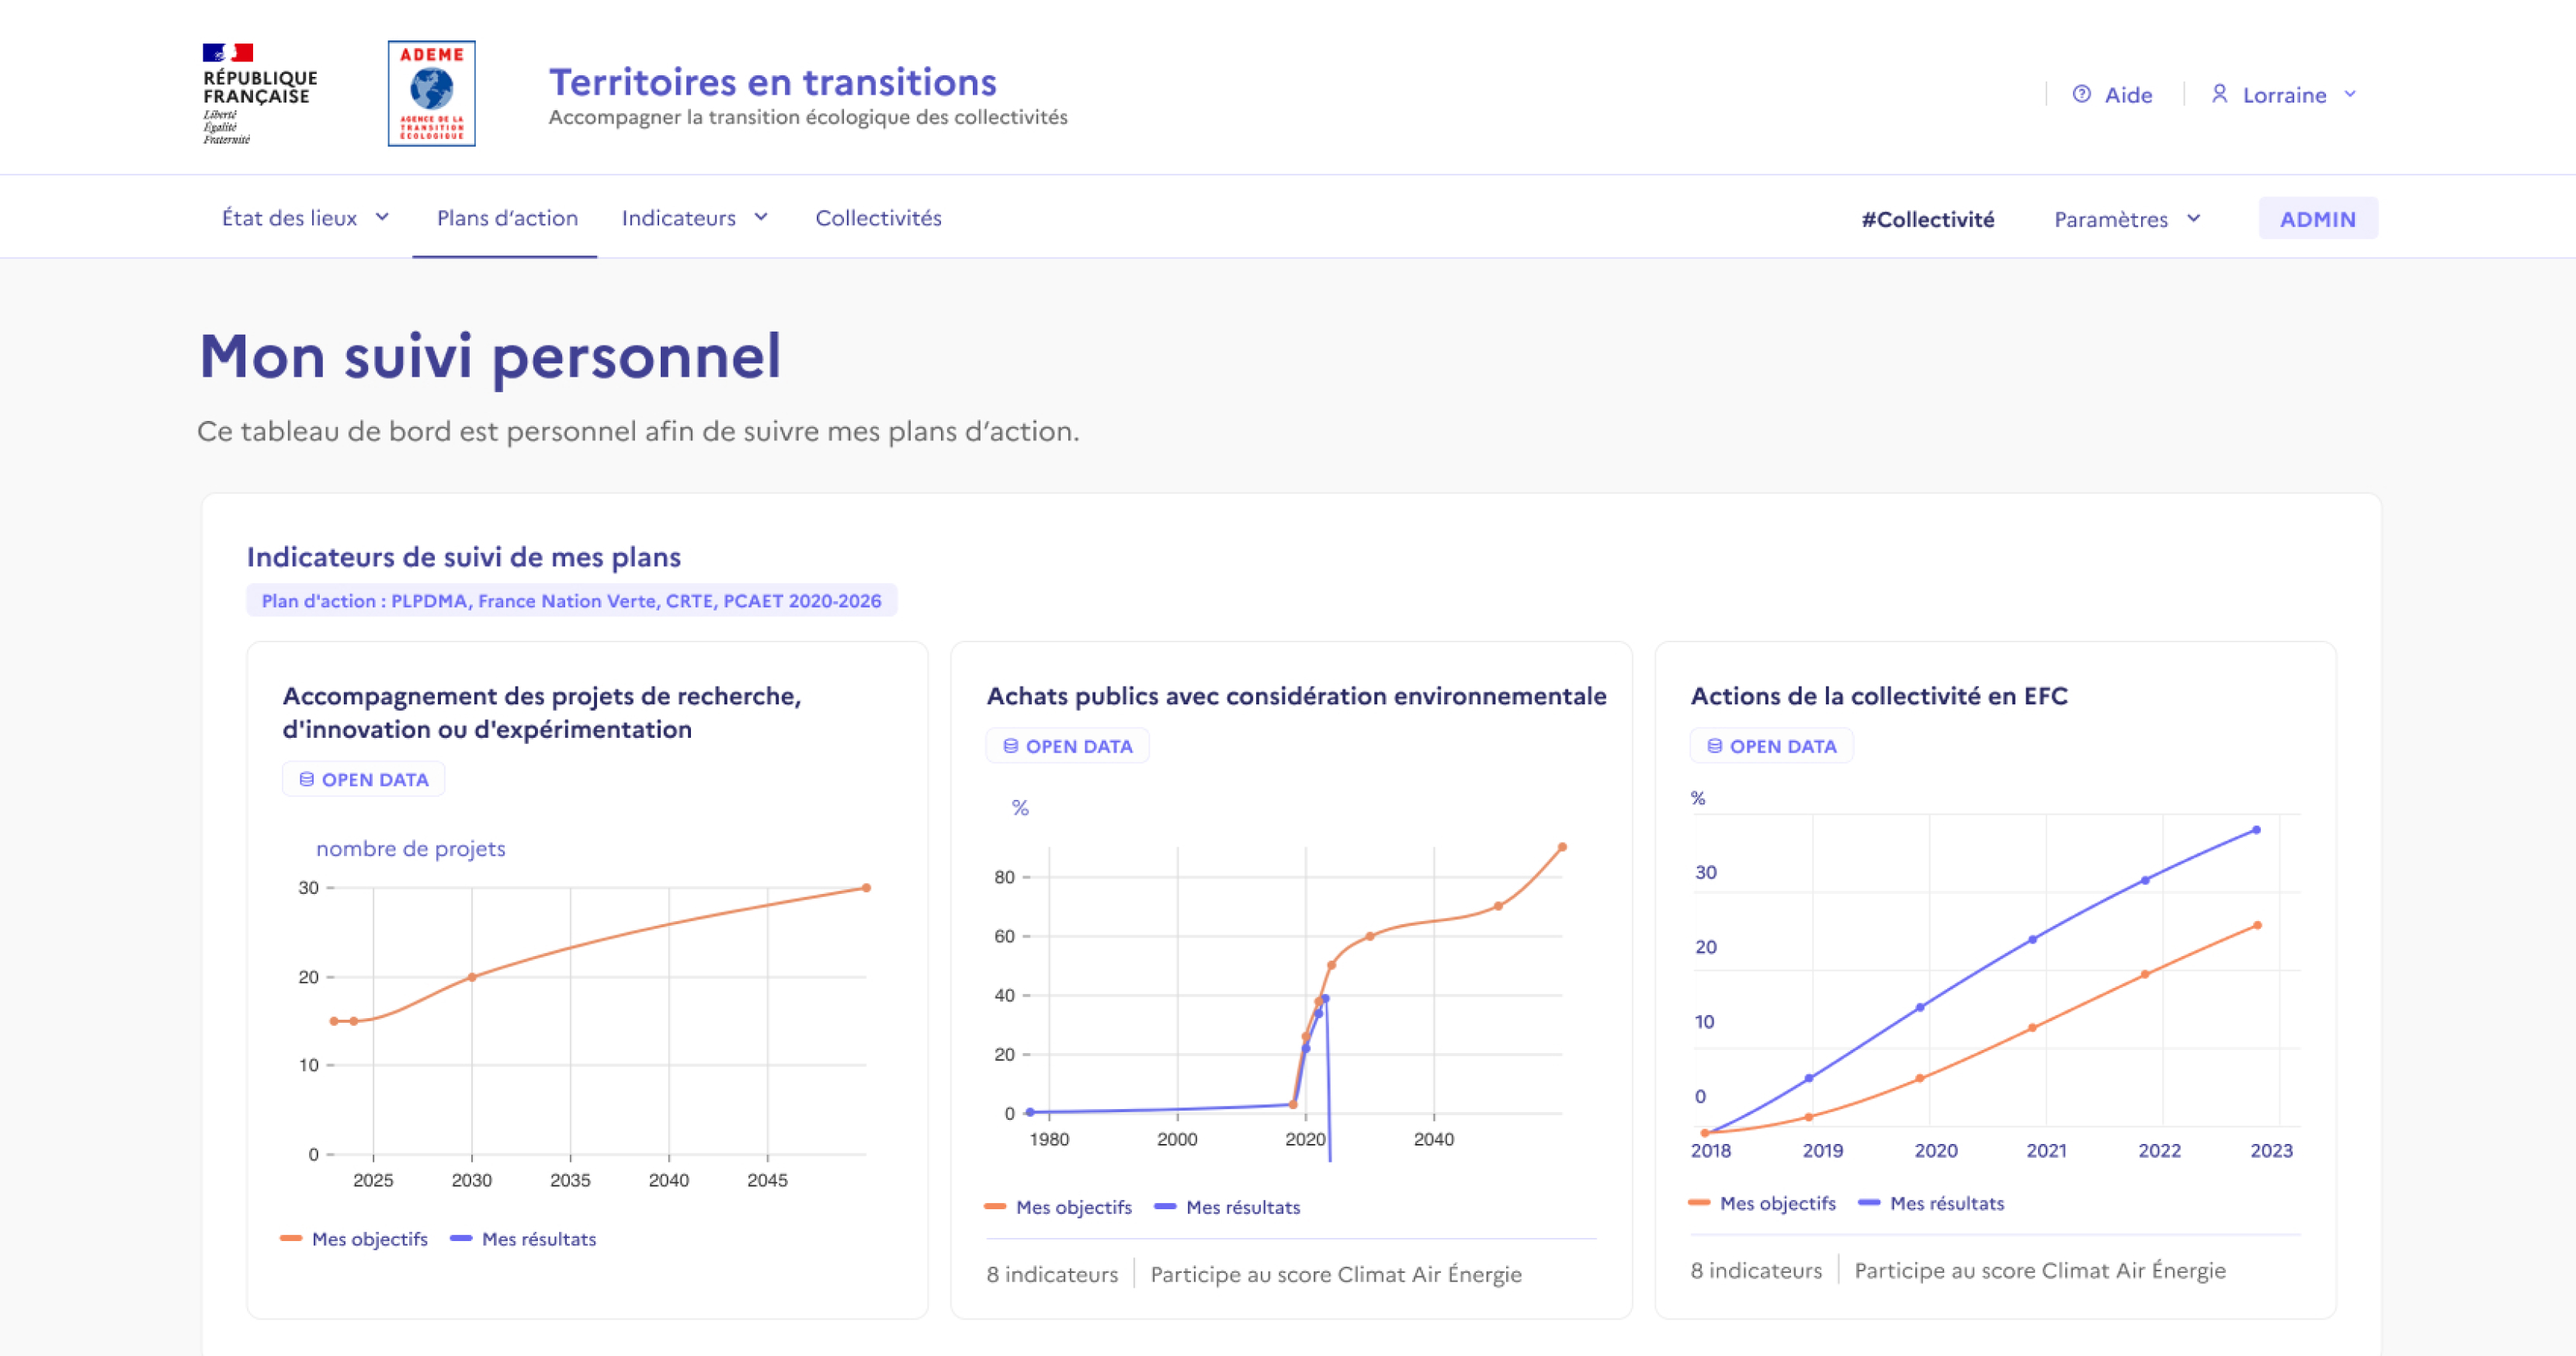 RÉPUBLIQUE
FRANÇAISE
Liberté
Égalité
Fraternité
ADEME
AGENCE DE LA
TRANSITION
ÉCOLOGIQUE
Territoires en transitions
Accompagner la transition écologique des collectivités
Aide
Lorraine
État des lieux
Plans d’action
Indicateurs
Collectivités
#Collectivité
Paramètres
ADMIN
Mon suivi personnel
Ce tableau de bord est personnel afin de suivre mes plans d’action.
Indicateurs de suivi de mes plans
Plan d'action : PLPDMA, France Nation Verte, CRTE, PCAET 2020-2026
Accompagnement des projets de recherche,
d'innovation ou d'expérimentation
OPEN DATA
nombre de projets
30
20
10
0
2025 2030 2035 2040 2045
Mes objectifs Mes résultats
Achats publics avec considération environnementale
OPEN DATA
%
80
60
40
20
0
1980 2000 2020 2040
Mes objectifs Mes résultats
8 indicateurs Participe au score Climat Air Énergie
Actions de la collectivité en EFC
OPEN DATA
%
30
20
10
0
2018 2019 2020 2021 2022 2023
Mes objectifs Mes résultats
8 indicateurs Participe au score Climat Air Énergie